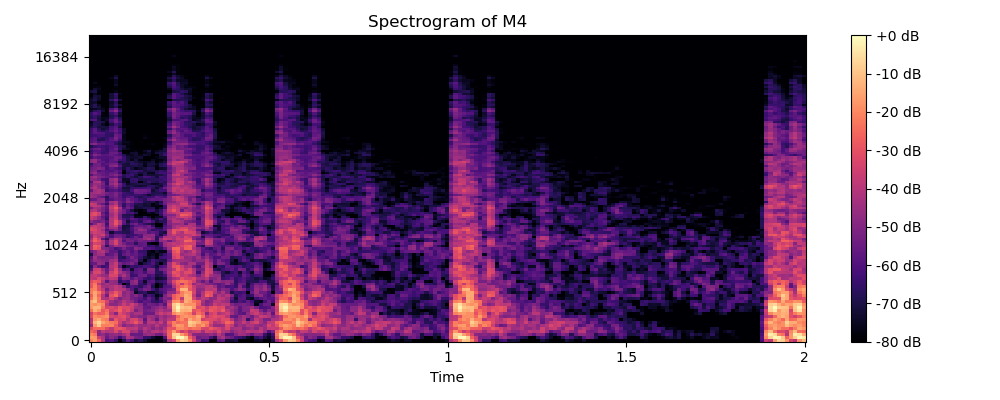 Spectrogram of M4
Hz
16384
8192
4096
2048
1024
512
0
0
0.5
1
1.5
2
Time
+0 dB
-10 dB
-20 dB
-30 dB
-40 dB
-50 dB
-60 dB
-70 dB
-80 dB